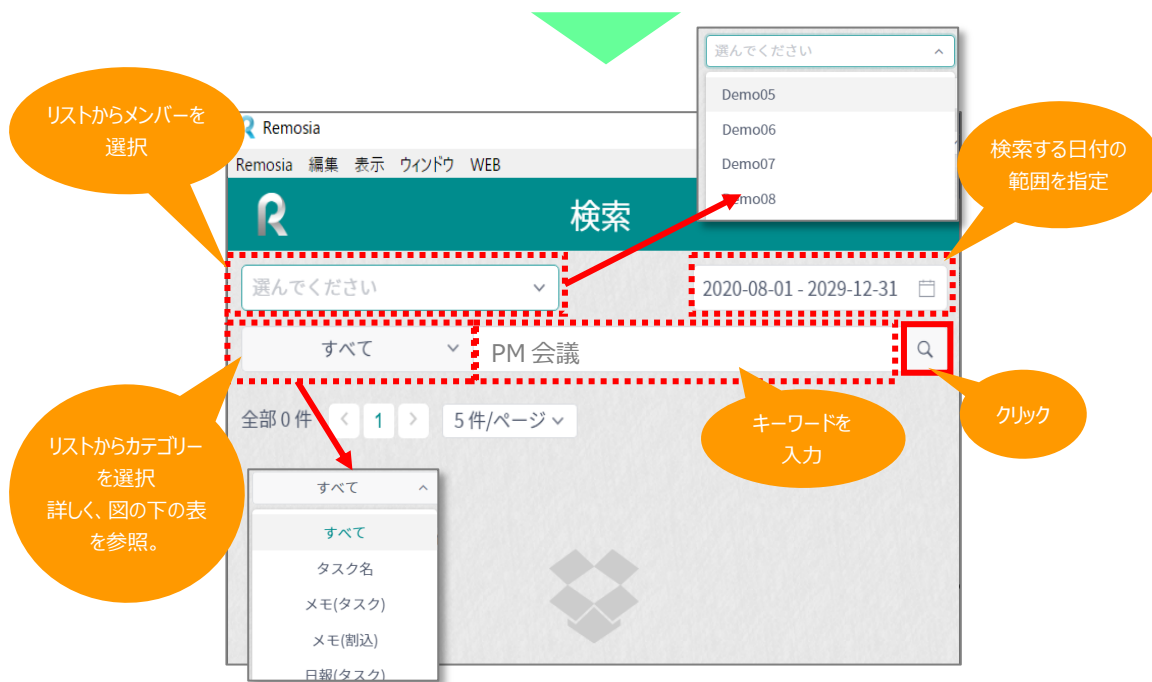 選んでください
Demo05
Demo06
Demo07
Demo08
リストからメンバーを
選択
Remosia
Remosia 編集 表示 ウィンドウ WEB
検索する日付の
範囲を指定
R
検索
選んでください
2020-08-01 - 2029-12-31
すべて
PM 会議
全部 0 件 < 1 > 5 件/ページ
キーワードを
入力
クリック
リストからカテゴリー
を選択
詳しく、図の下の表
を参照。
すべて
すべて
タスク名
メモ(タスク)
メモ(割込)
日報(タスク)